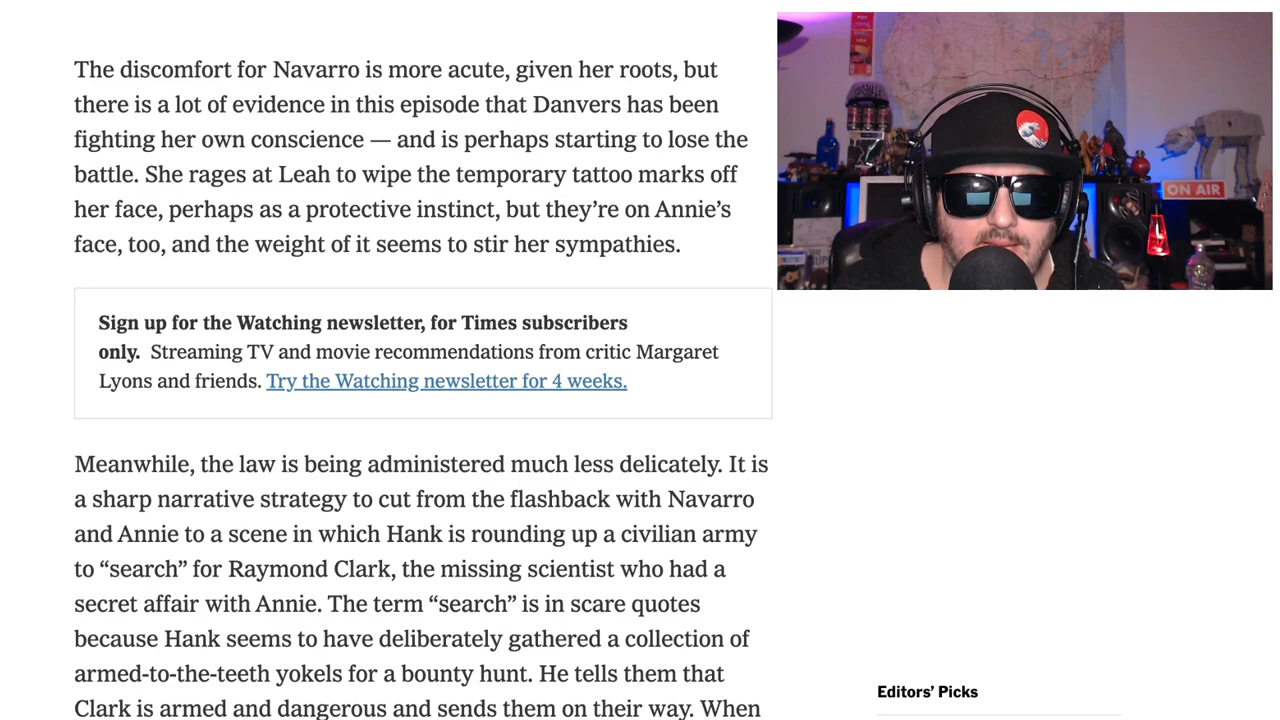 The discomfort for Navarro is more acute, given her roots, but
there is a lot of evidence in this episode that Danvers has been
fighting her own conscience — and is perhaps starting to lose the
battle. She rages at Leah to wipe the temporary tattoo marks off
her face, perhaps as a protective instinct, but they’re on Annie’s
face, too, and the weight of it seems to stir her sympathies.
ON AIR
Sign up for the Watching newsletter, for Times subscribers
only. Streaming TV and movie recommendations from critic Margaret
Lyons and friends. Try the Watching newsletter for 4 weeks.
Meanwhile, the law is being administered much less delicately. It is
a sharp narrative strategy to cut from the flashback with Navarro
and Annie to a scene in which Hank is rounding up a civilian army
to “search” for Raymond Clark, the missing scientist who had a
secret affair with Annie. The term “search” is in scare quotes
because Hank seems to have deliberately gathered a collection of
armed-to-the-teeth yokels for a bounty hunt. He tells them that
Clark is armed and dangerous and sends them on their way. When
Editors’ Picks